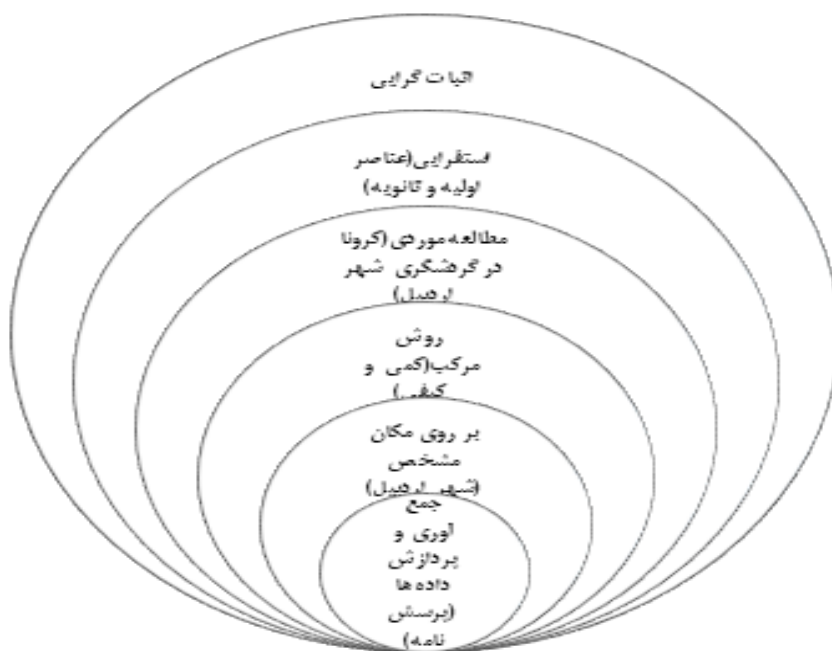 اثبات گرایی
استقرایی(عناصر
اولیه و ثانویه)
مطالعه موردی(کرونا
در گردشگری شهر
اردبیل)
روش
مرکب(کمی و
کیفی)
بر روی مکان
مشخص
(شهر اردبیل)
جمع
آوری و
پردازش
داده ها
(پرسش
نامه)